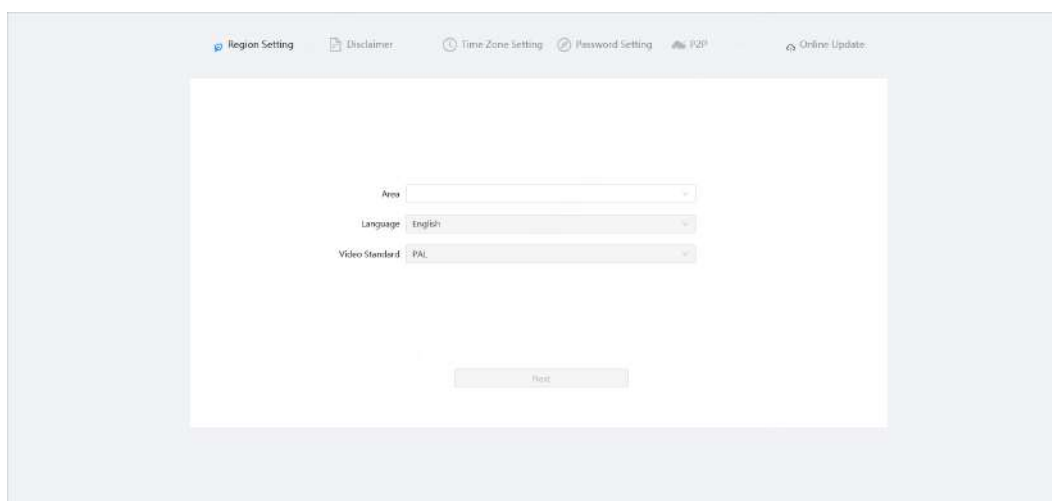 Region Setting Disclaimer Time Zone Setting Password Setting P2P Online Update
Area
Language English
Video Standard PAL
Next